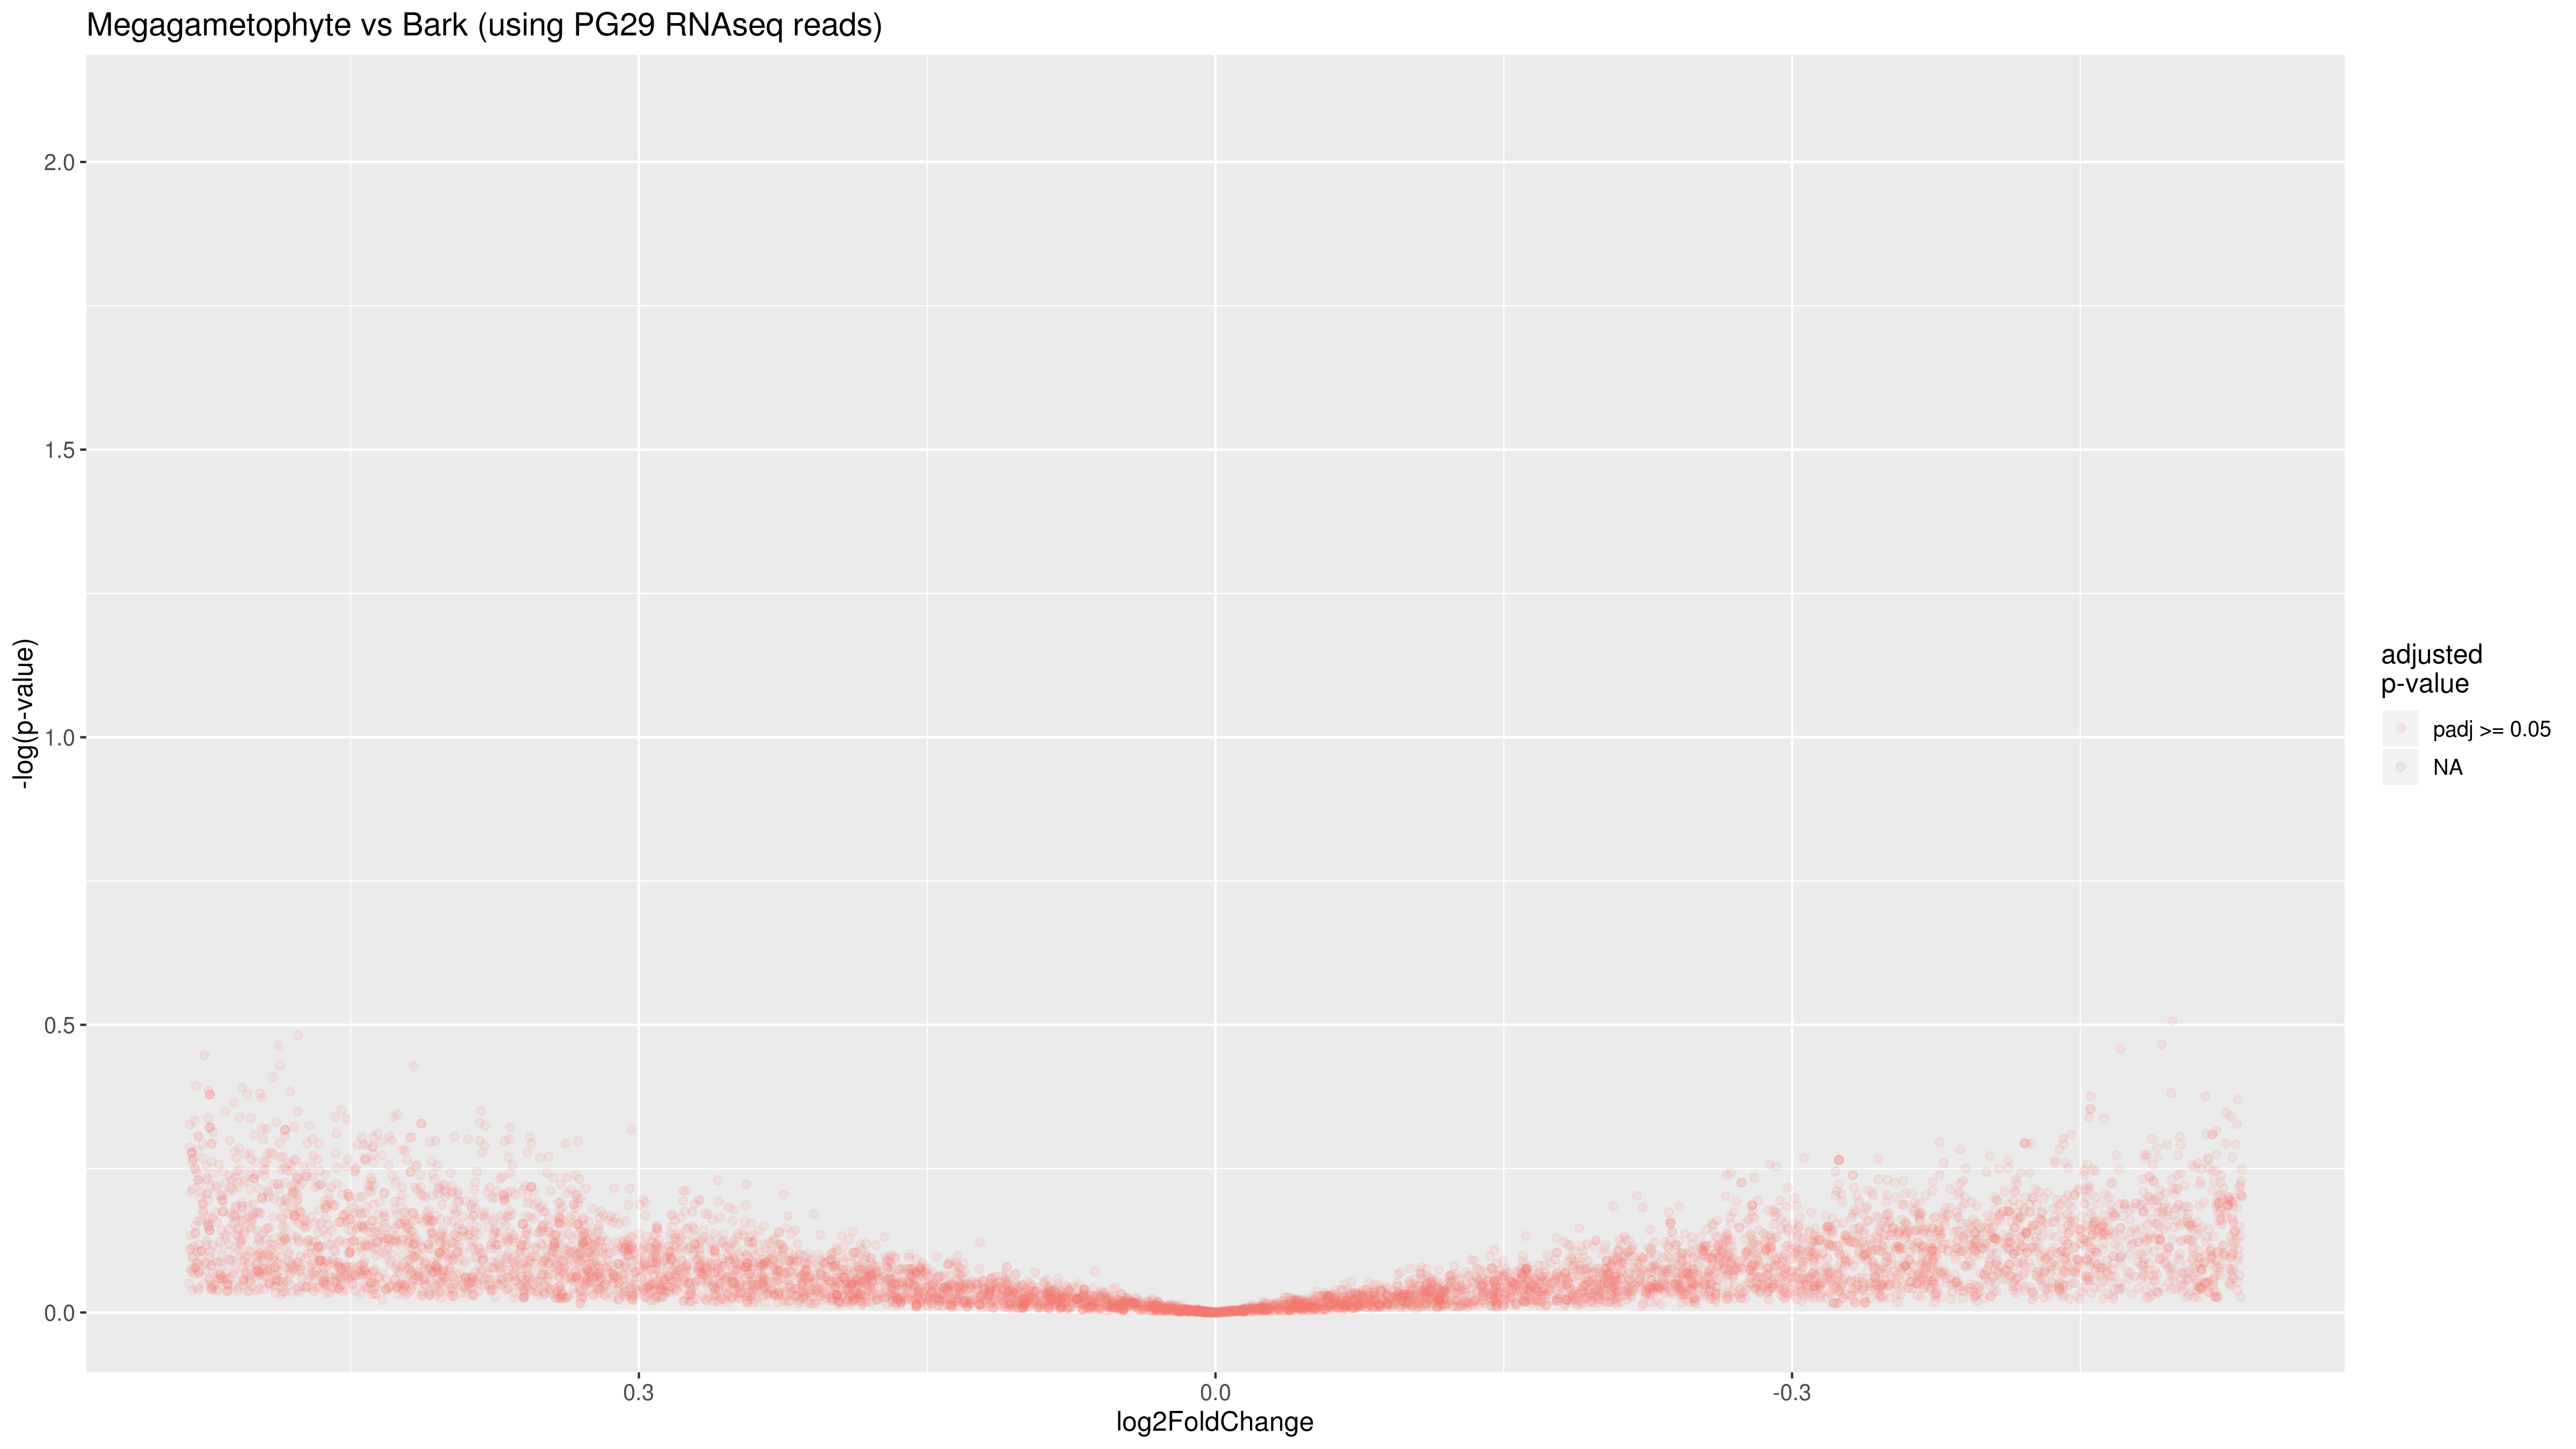 Megagametophyte vs Bark (using PG29 RNAseq reads)
2.0
1.5
1.0
0.5
0.0
-log(p-value)
0.3
0.0
-0.3
log2FoldChange
adjusted
p-value
padj >= 0.05
NA